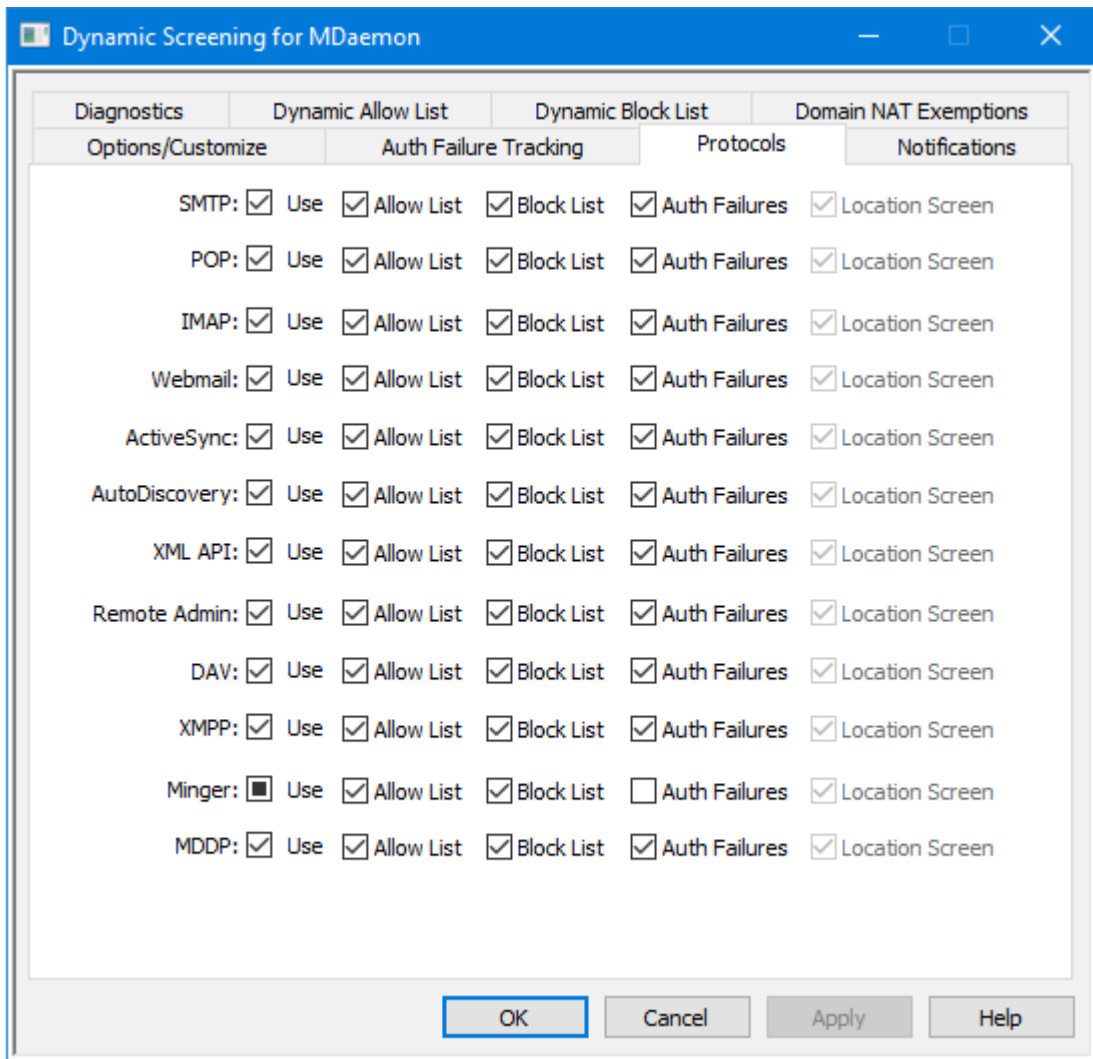 Dynamic Screening for MDaemon
Diagnostics Dynamic Allow List Dynamic Block List Domain NAT Exemptions
Options/Customize Auth Failure Tracking Protocols Notifications
SMTP: Use Allow List Block List Auth Failures Location Screen
POP: Use Allow List Block List Auth Failures Location Screen
IMAP: Use Allow List Block List Auth Failures Location Screen
Webmail: Use Allow List Block List Auth Failures Location Screen
ActiveSync: Use Allow List Block List Auth Failures Location Screen
AutoDiscovery: Use Allow List Block List Auth Failures Location Screen
XML API: Use Allow List Block List Auth Failures Location Screen
Remote Admin: Use Allow List Block List Auth Failures Location Screen
DAV: Use Allow List Block List Auth Failures Location Screen
XMPP: Use Allow List Block List Auth Failures Location Screen
Minger: Use Allow List Block List Auth Failures Location Screen
MDDP: Use Allow List Block List Auth Failures Location Screen
OK Cancel Apply Help